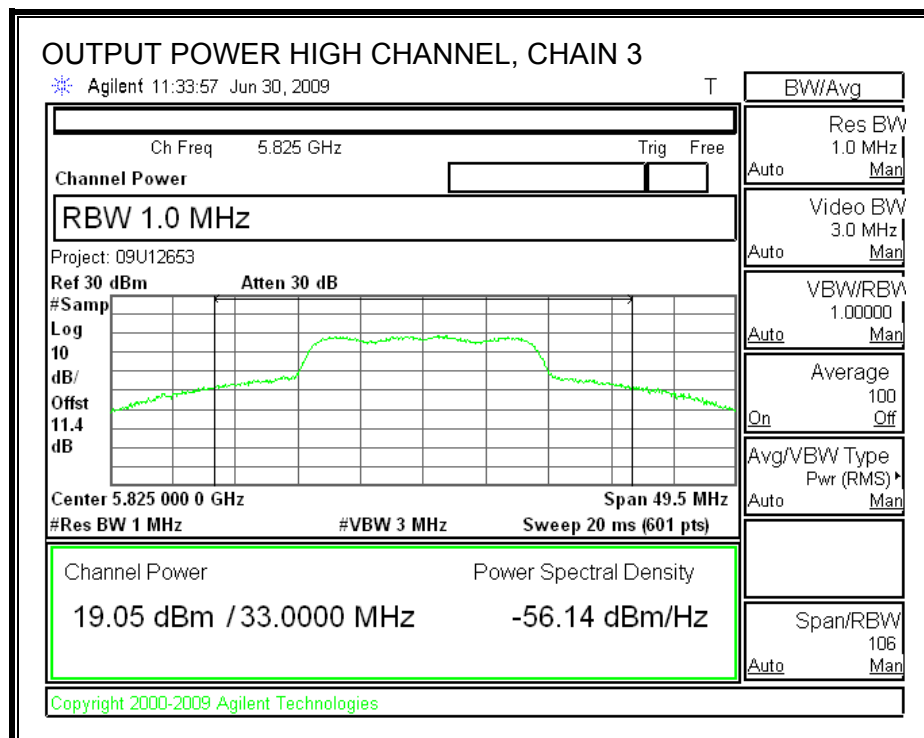 OUTPUT POWER HIGH CHANNEL, CHAIN 3
Agilent 11:33:57 Jun 30, 2009 T
Ch Freq 5.825 GHz Trig Free
Channel Power
RBW 1.0 MHz
Project: 09U12653
Ref 30 dBm Atten 30 dB
#Samp
Log
10
dB/
Offst
11.4
dB
Center 5.825 000 0 GHz Span 49.5 MHz
#Res BW 1 MHz #VBW 3 MHz Sweep 20 ms (601 pts)
Channel Power Power Spectral Density
19.05 dBm / 33.0000 MHz -56.14 dBm/Hz
Copyright 2000-2009 Agilent Technologies
BW/Avg
Res BW
1.0 MHz
Auto Man
Video BW
3.0 MHz
Auto Man
VBW/RBW
1.00000
Auto Man
Average
100
On Off
Avg/VBW Type
Pwr (RMS)
Auto Man
Span/RBW
106
Auto Man